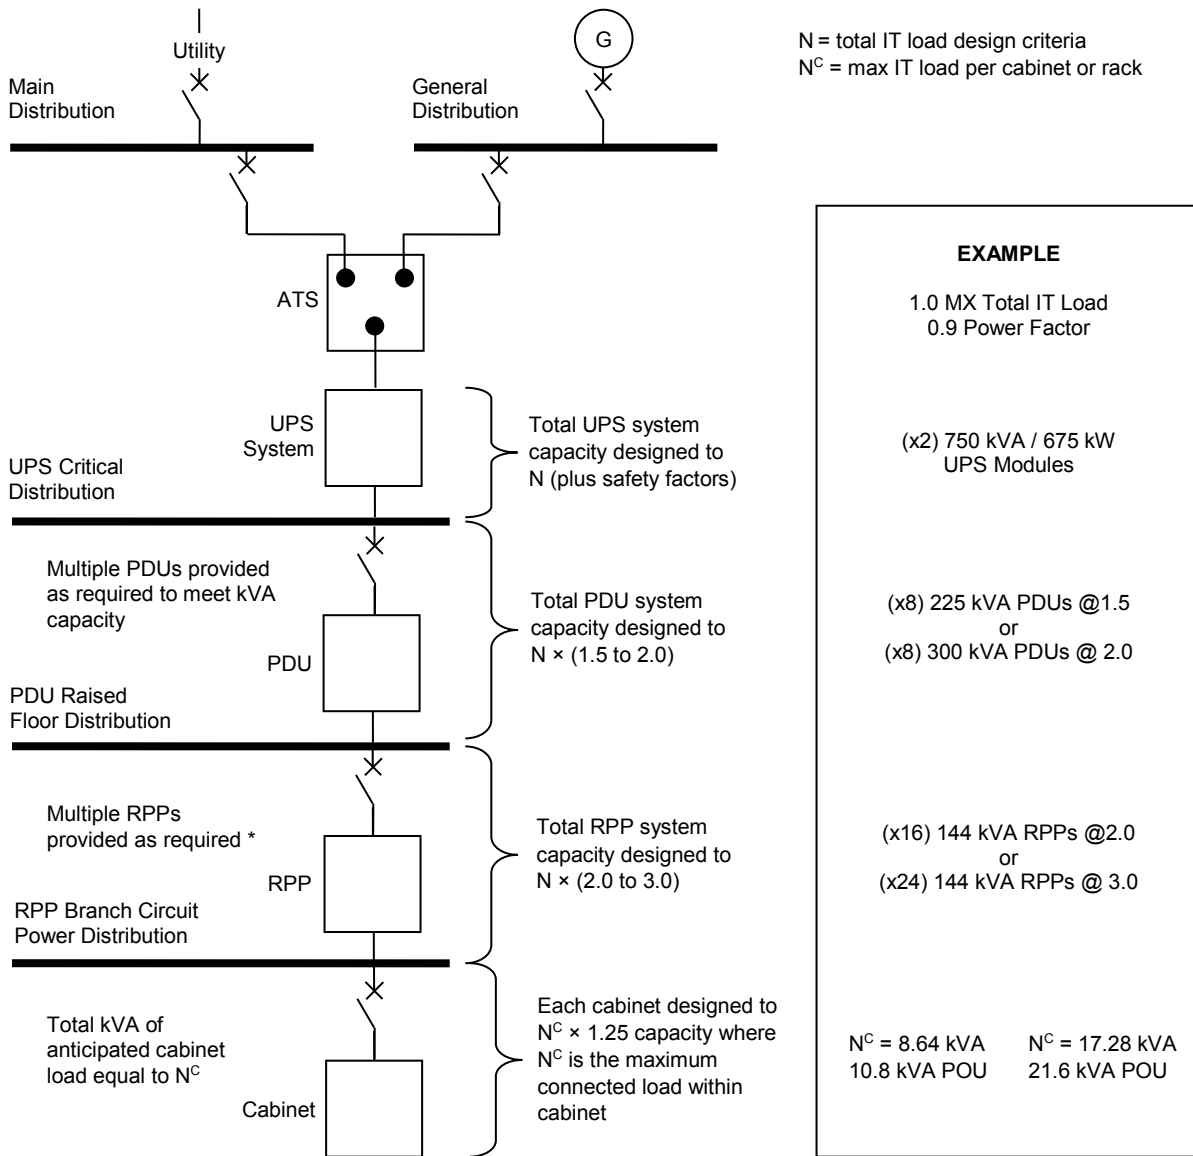 Utility
G
N = total IT load design criteria
N^C = max IT load per cabinet or rack
Main
Distribution
General
Distribution
EXAMPLE
1.0 MX Total IT Load
0.9 Power Factor
ATS
UPS
System
Total UPS system
capacity designed to
N (plus safety factors)
(x2) 750 kVA / 675 kW
UPS Modules
UPS Critical
Distribution
Multiple PDUs provided
as required to meet kVA
capacity
PDU
Total PDU system
capacity designed to
N × (1.5 to 2.0)
(x8) 225 kVA PDUs @1.5
or
(x8) 300 kVA PDUs @ 2.0
PDU Raised
Floor Distribution
Multiple RPPs
provided as required *
RPP
Total RPP system
capacity designed to
N × (2.0 to 3.0)
(x16) 144 kVA RPPs @2.0
or
(x24) 144 kVA RPPs @ 3.0
RPP Branch Circuit
Power Distribution
Total kVA of
anticipated cabinet
load equal to N^C
Cabinet
Each cabinet designed to
N^C × 1.25 capacity where
N^C is the maximum
connected load within
cabinet
N^C = 8.64 kVA
10.8 kVA POU
N^C = 17.28 kVA
21.6 kVA POU